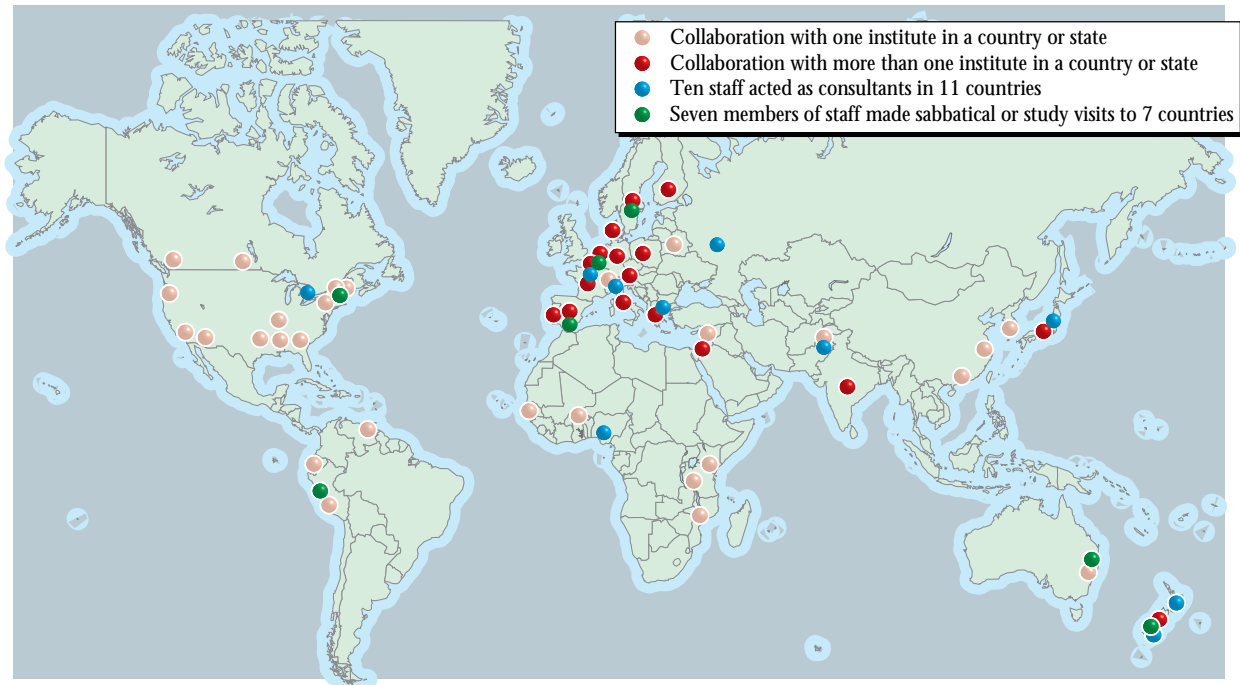 Collaboration with one institute in a country or state
Collaboration with more than one institute in a country or state
Ten staff acted as consultants in 11 countries
Seven members of staff made sabbatical or study visits to 7 countries